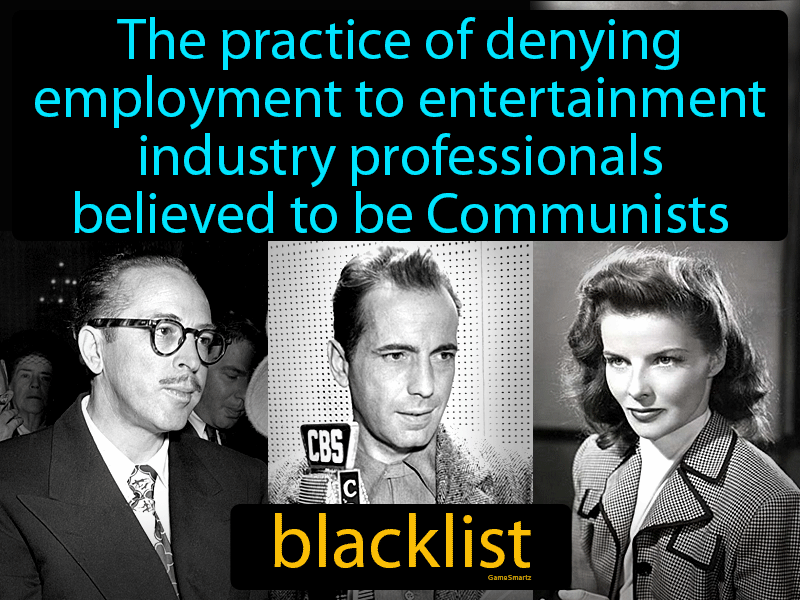 The practice of denying
employment to entertainment
industry professionals
believed to be Communists
CBS
C
blacklist
GameSmartz